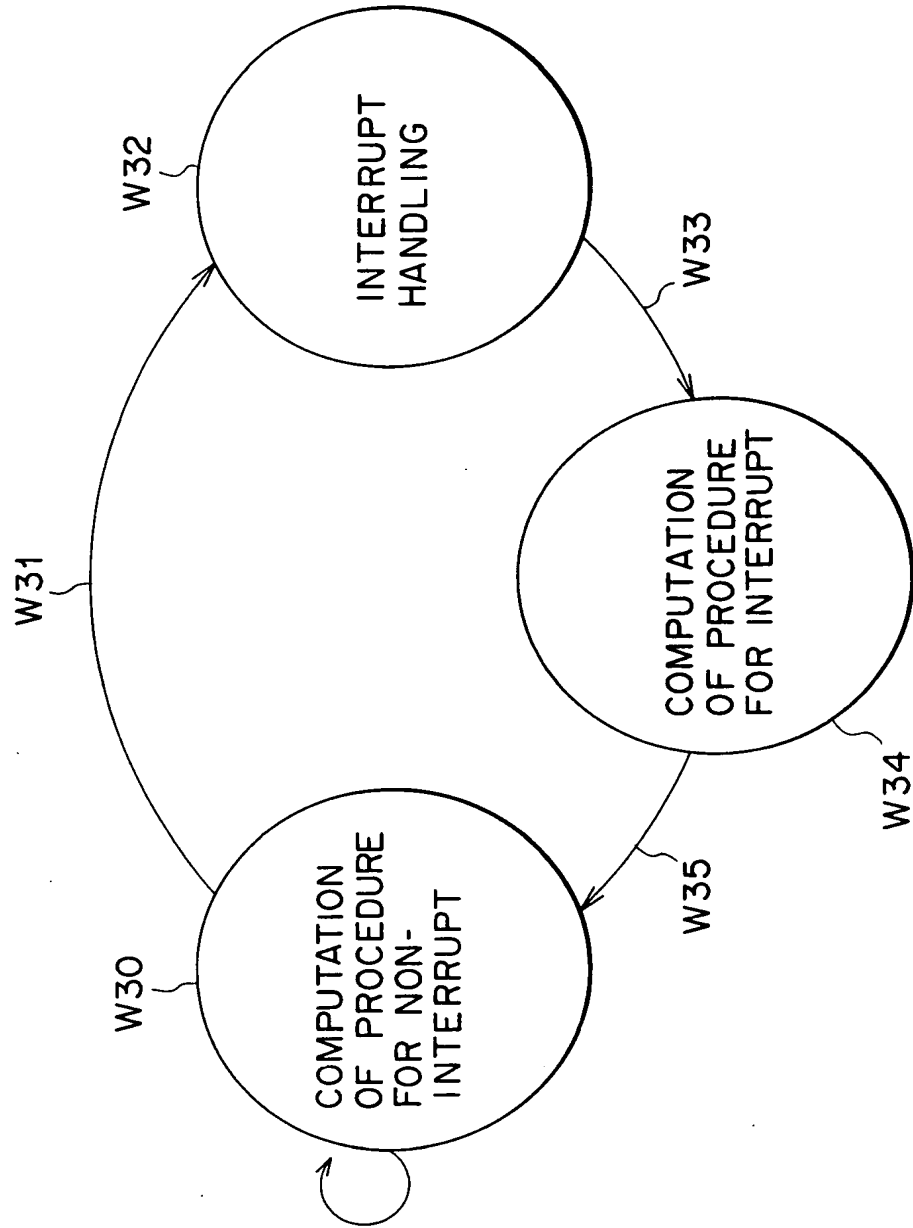 W31
W30
W32
COMPUTATION
OF PROCEDURE
FOR NON-
INTERRUPT
INTERRUPT
HANDLING
W35
W33
COMPUTATION
OF PROCEDURE
FOR INTERRUPT
W34